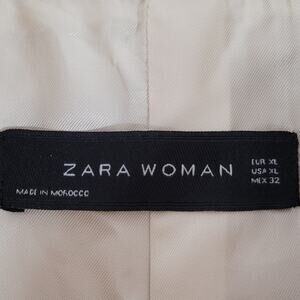 ZARA WOMAN
EUR XL
USA XL
MEX 32
MADE IN MOROCCO